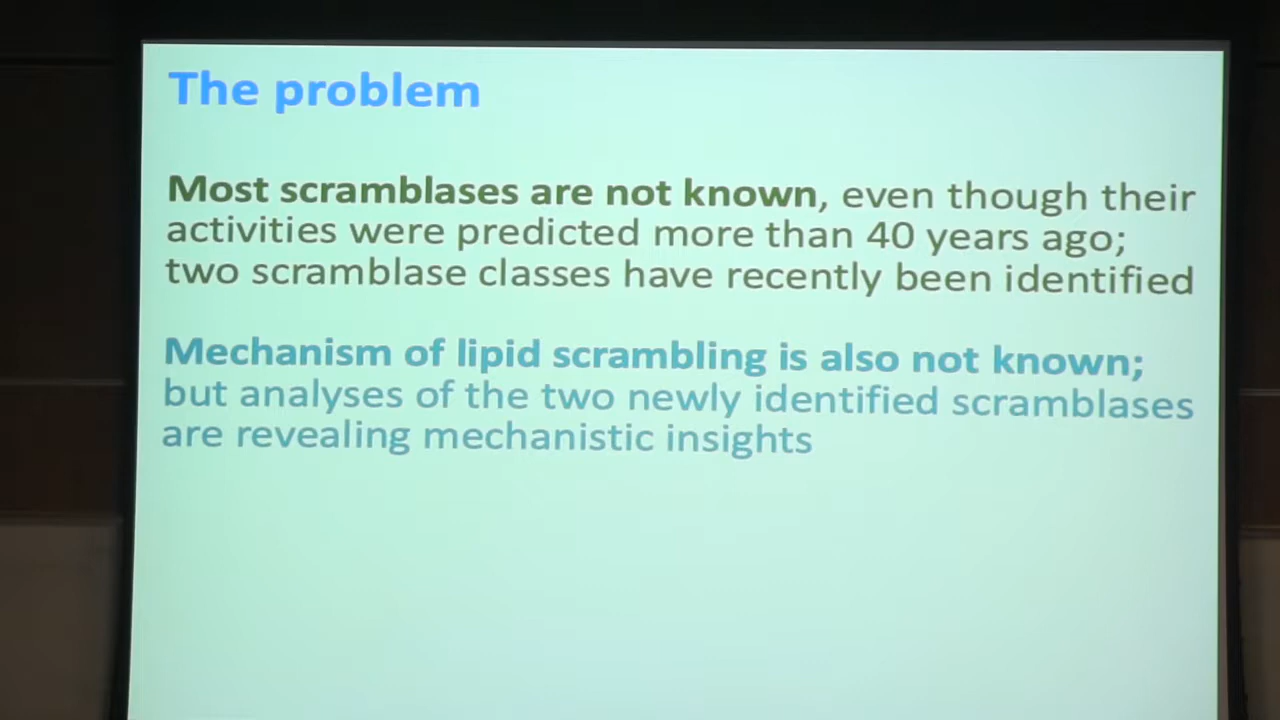 The problem
Most scramblases are not known, even though their
activities were predicted more than 40 years ago;
two scramblase classes have recently been identified
Mechanism of lipid scrambling is also not known;
but analyses of the two newly identified scramblases
are revealing mechanistic insights